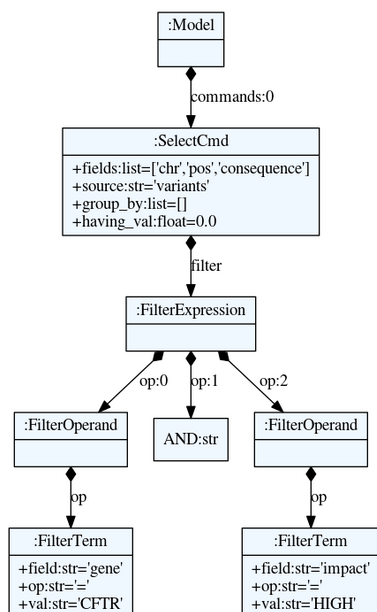 :Model
commands:0
:SelectCmd
+fields:list=['chr','pos','consequence']
+source:str='variants'
+group_by:list=[]
+having_val:float=0.0
filter
:FilterExpression
op:0 op:1 op:2
:FilterOperand
AND:str
:FilterOperand
op
op
:FilterTerm
+field:str='gene'
+op:str='='
+val:str='CFTR'
:FilterTerm
+field:str='impact'
+op:str='='
+val:str='HIGH'